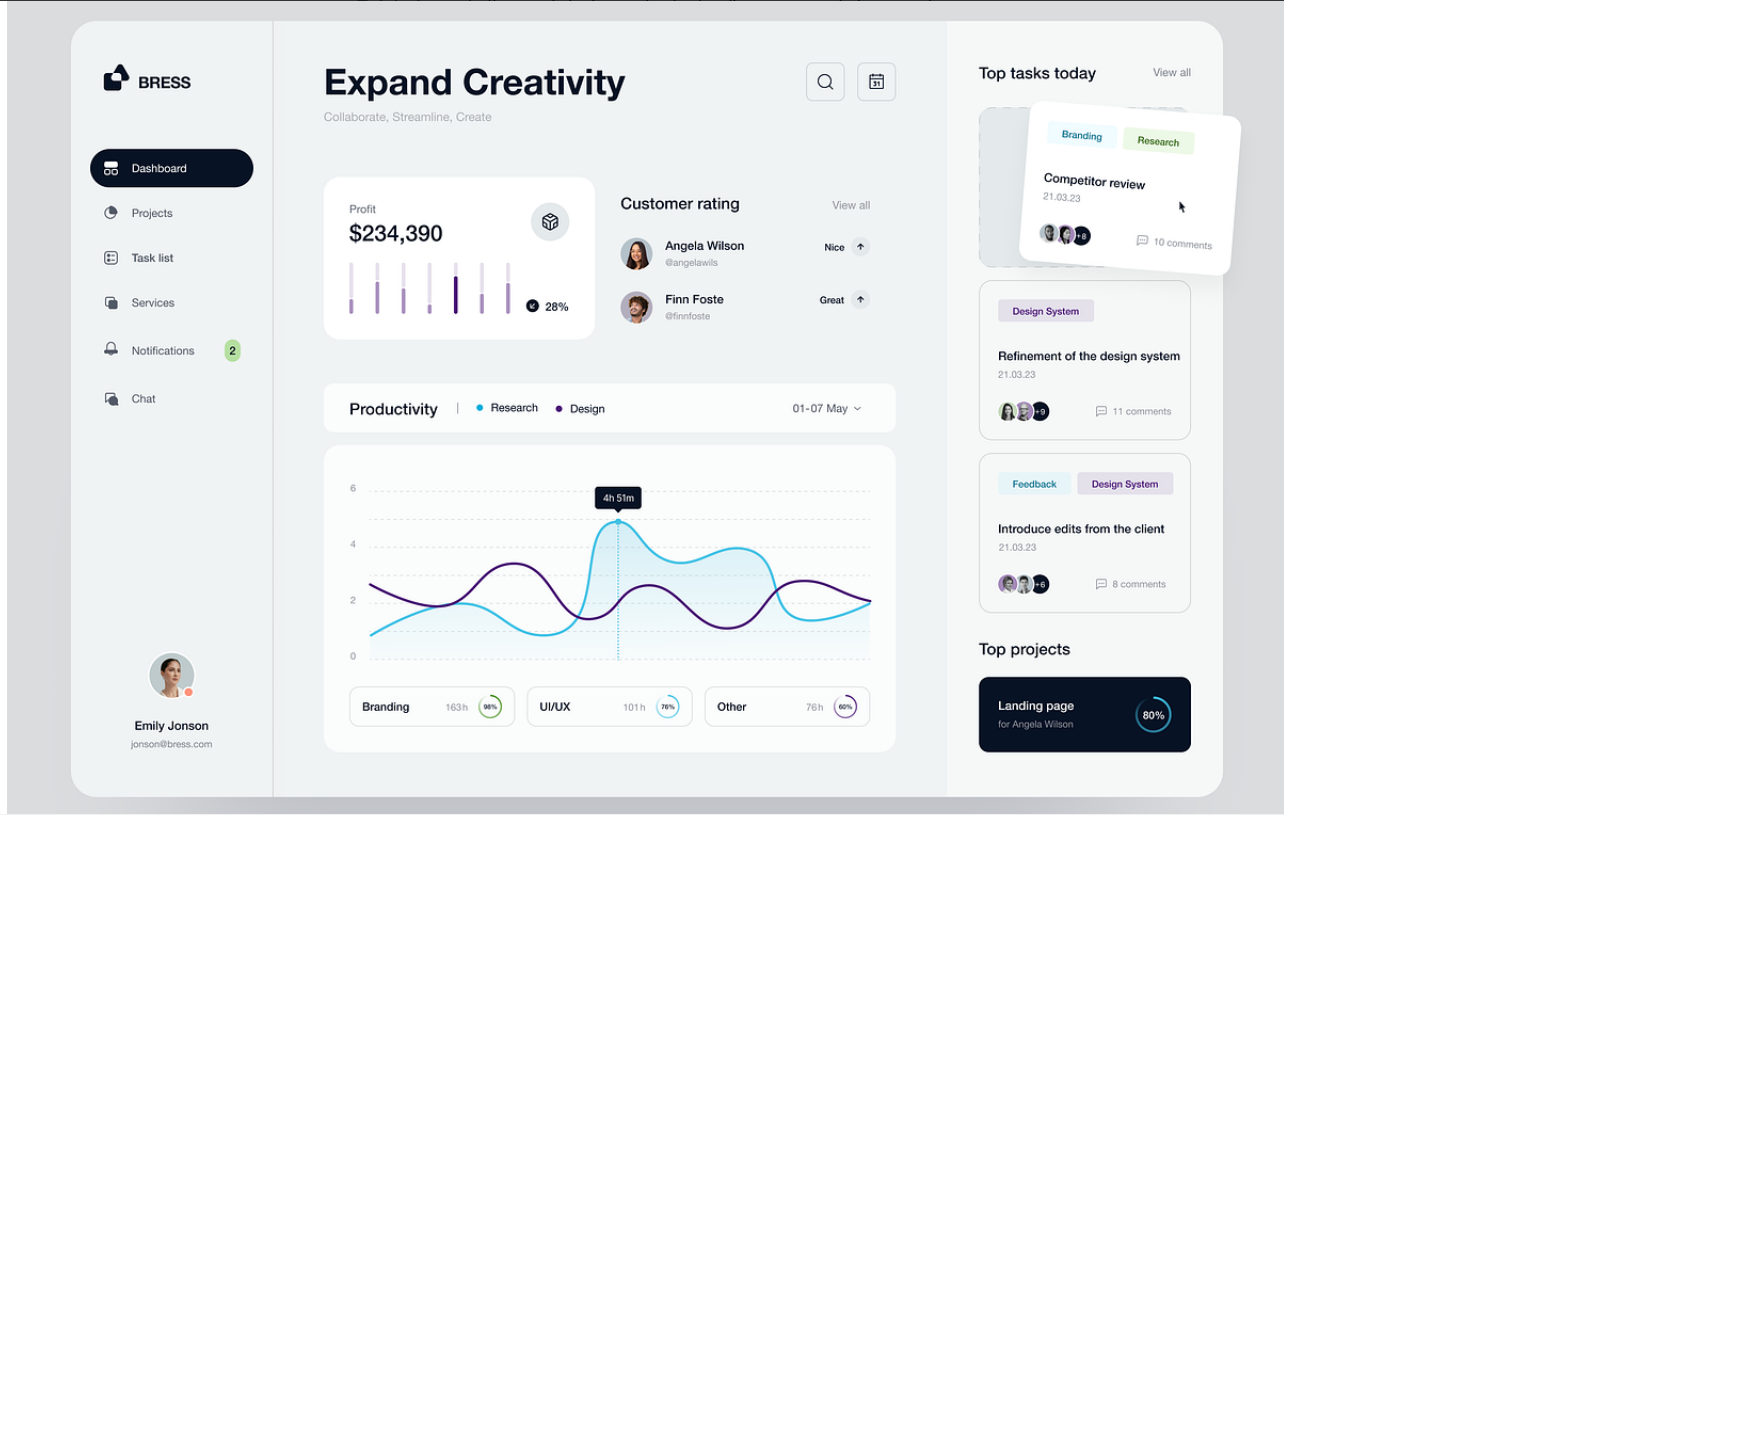 BRESS
Dashboard
Projects
Task list
Services
Notifications 2
Chat
Emily Jonson
jonson@bress.com
Expand Creativity
Collaborate, Streamline, Create
31
Profit
$234,390
28%
Customer rating View all
Angela Wilson
@angelawils
Nice
Finn Foste
@finnfoste
Great
Productivity | Research Design 01-07 May
6
4
2
0
4h 51m
Branding 163h 98%
UI/UX 101h 76%
Other 76h 60%
Top tasks today View all
Branding Research
Competitor review
21.03.23
+8 10 comments
Design System
Refinement of the design system
21.03.23
+9 11 comments
Feedback Design System
Introduce edits from the client
21.03.23
+6 8 comments
Top projects
Landing page
for Angela Wilson
80%